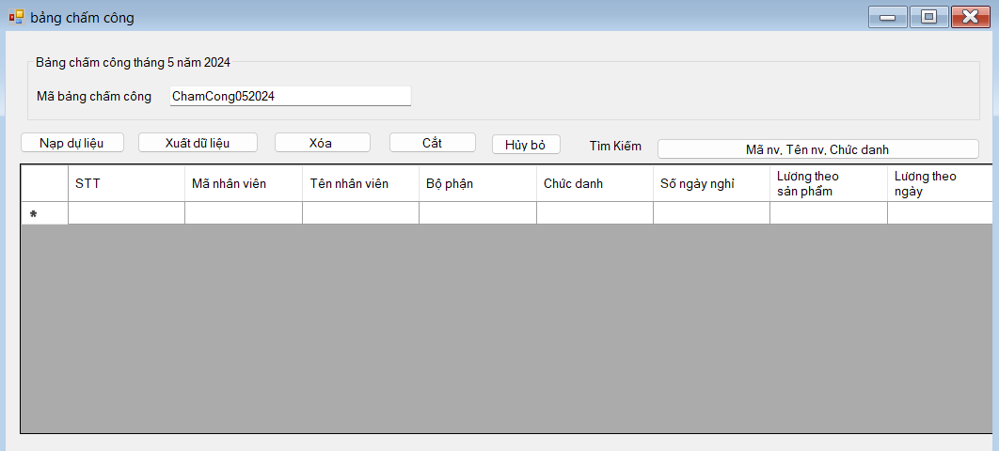 bảng chấm công
Bảng chấm công tháng 5 năm 2024
Mã bảng chấm công ChamCong052024
Nạp dự liệu Xuất dữ liệu Xóa Cắt Hủy bỏ Tìm Kiếm Mã nv, Tên nv, Chức danh
STT Mã nhân viên Tên nhân viên Bộ phận Chức danh Số ngày nghỉ Lương theo Lương theo
sản phẩm ngày
*